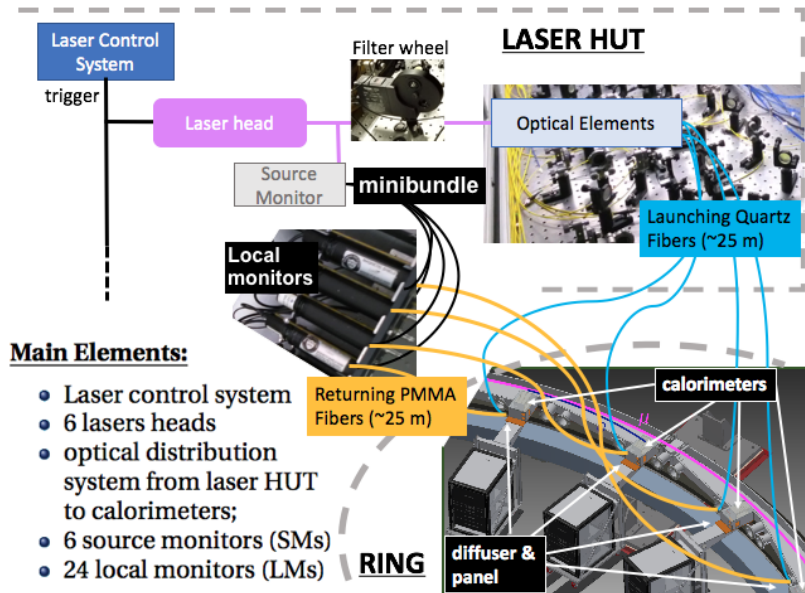 Laser Control
System
trigger
Filter wheel
LASER HUT
Laser head
Optical Elements
Source
Monitor
minibundle
Launching Quartz
Fibers (~25 m)
Local
monitors
Main Elements:
Laser control system
6 lasers heads
optical distribution
system from laser HUT
to calorimeters;
6 source monitors (SMs)
24 local monitors (LMs)
Returning PMMA
Fibers (~25 m)
calorimeters
μ
diffuser &
panel
RING